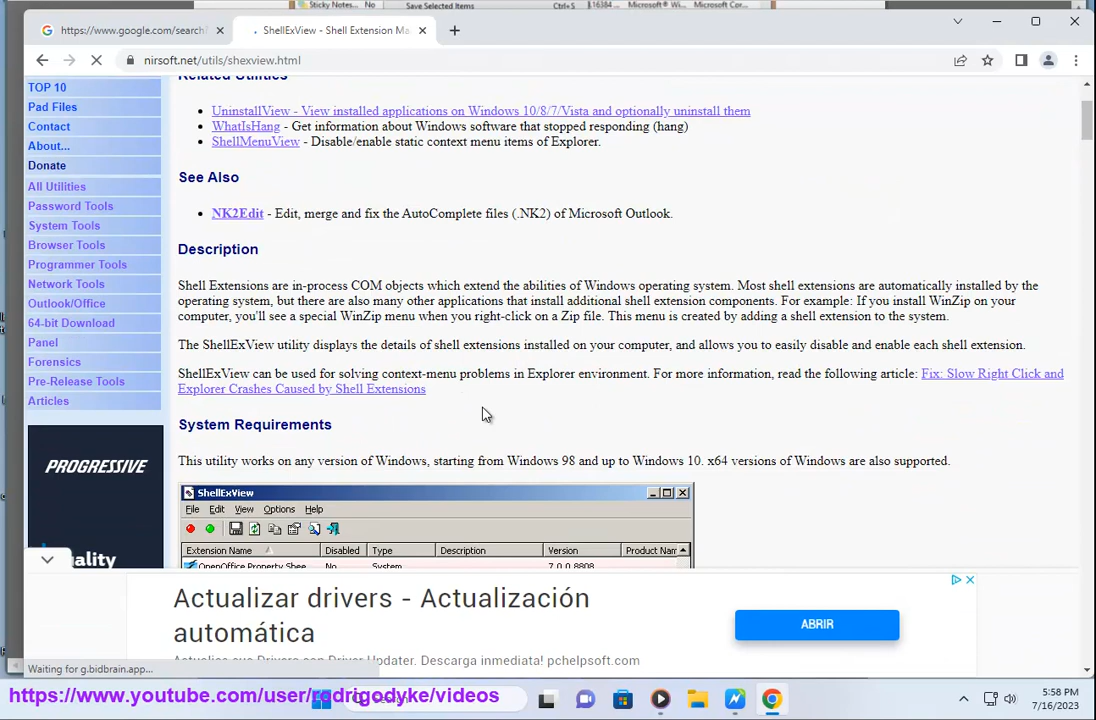 Sticky Notes... No Save Selected Items Ctrl+S .16384 ... Microsoft® Wi... Microsoft Cor...
https://www.google.com/search
ShellExView - Shell Extension Ma
nirsoft.net/utils/shexview.html
TOP 10
Pad Files
Contact
About...
Donate
All Utilities
Password Tools
System Tools
Browser Tools
Programmer Tools
Network Tools
Outlook/Office
64-bit Download
Panel
Forensics
Pre-Release Tools
Articles
PROGRESSIVE
uality
Related Utilities
• UninstallView - View installed applications on Windows 10/8/7/Vista and optionally uninstall them
• WhatIsHang - Get information about Windows software that stopped responding (hang)
• ShellMenuView - Disable/enable static context menu items of Explorer.
See Also
• NK2Edit - Edit, merge and fix the AutoComplete files (.NK2) of Microsoft Outlook.
Description
Shell Extensions are in-process COM objects which extend the abilities of Windows operating system. Most shell extensions are automatically installed by the
operating system, but there are also many other applications that install additional shell extension components. For example: If you install WinZip on your
computer, you'll see a special WinZip menu when you right-click on a Zip file. This menu is created by adding a shell extension to the system.
The ShellExView utility displays the details of shell extensions installed on your computer, and allows you to easily disable and enable each shell extension.
ShellExView can be used for solving context-menu problems in Explorer environment. For more information, read the following article: Fix: Slow Right Click and
Explorer Crashes Caused by Shell Extensions
System Requirements
This utility works on any version of Windows, starting from Windows 98 and up to Windows 10. x64 versions of Windows are also supported.
ShellExView
File Edit View Options Help
Extension Name Disabled Type Description Version Product Nam
OpenOffice Property Shee... No System 7.0.0.8808
Actualizar drivers - Actualización
automática
ABRIR
Actualice sus Drivers con Driver Updater. Descarga inmediata! pchelpsoft.com
Waiting for g.bidbrain.app...
https://www.youtube.com/user/rodrigodyke/videos
5:58 PM
7/16/2023